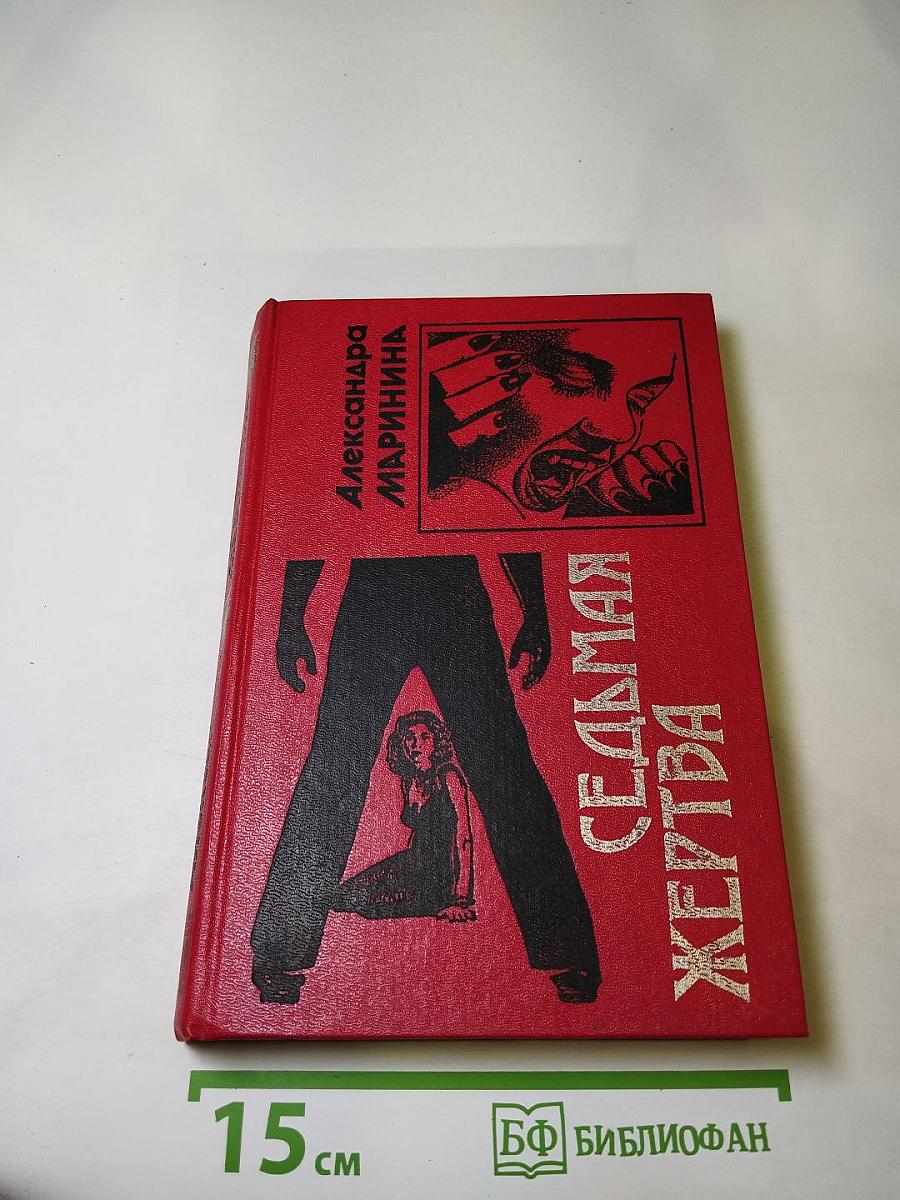 Александра
МАРИНИНА
СЕДЬМАЯ
ЖЕРТВА
15 см
БФ БИБЛИОФАН